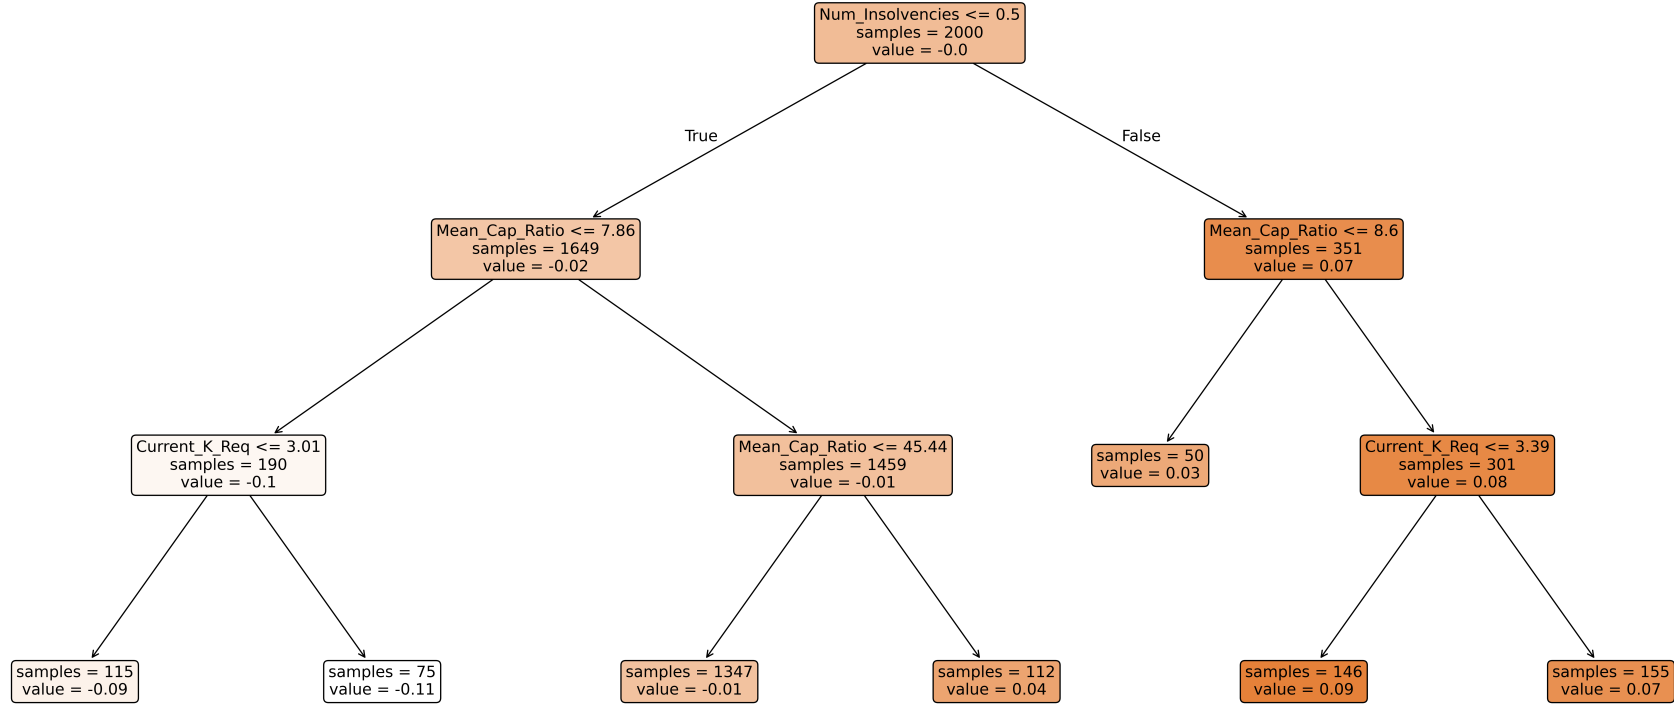 Num_Insolvencies <= 0.5
samples = 2000
value = -0.0
True
False
Mean_Cap_Ratio <= 7.86
samples = 1649
value = -0.02
Mean_Cap_Ratio <= 8.6
samples = 351
value = 0.07
Current_K_Req <= 3.01
samples = 190
value = -0.1
Mean_Cap_Ratio <= 45.44
samples = 1459
value = -0.01
samples = 50
value = 0.03
Current_K_Req <= 3.39
samples = 301
value = 0.08
samples = 115
value = -0.09
samples = 75
value = -0.11
samples = 1347
value = -0.01
samples = 112
value = 0.04
samples = 146
value = 0.09
samples = 155
value = 0.07